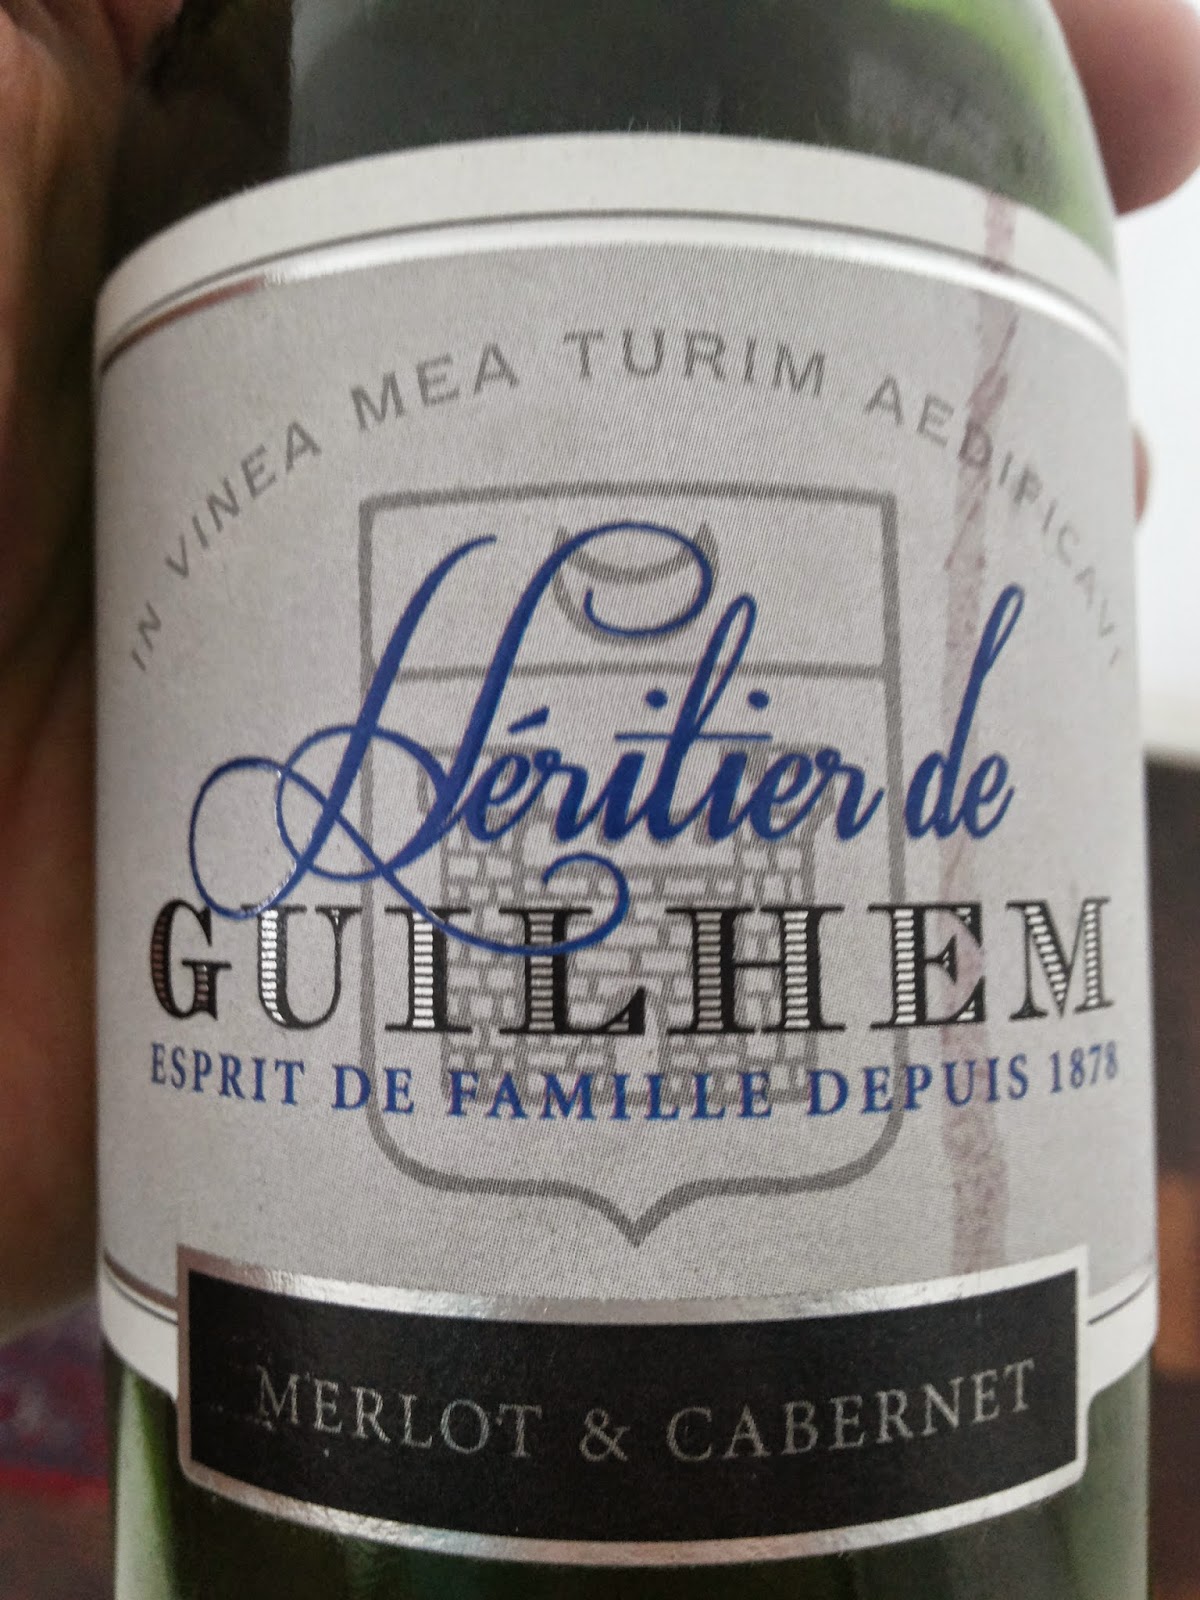 IN VINEA MEA TURIM AEDIFICAVI
Héritier de
GUILHEM
ESPRIT DE FAMILLE DEPUIS 1878
MERLOT & CABERNET